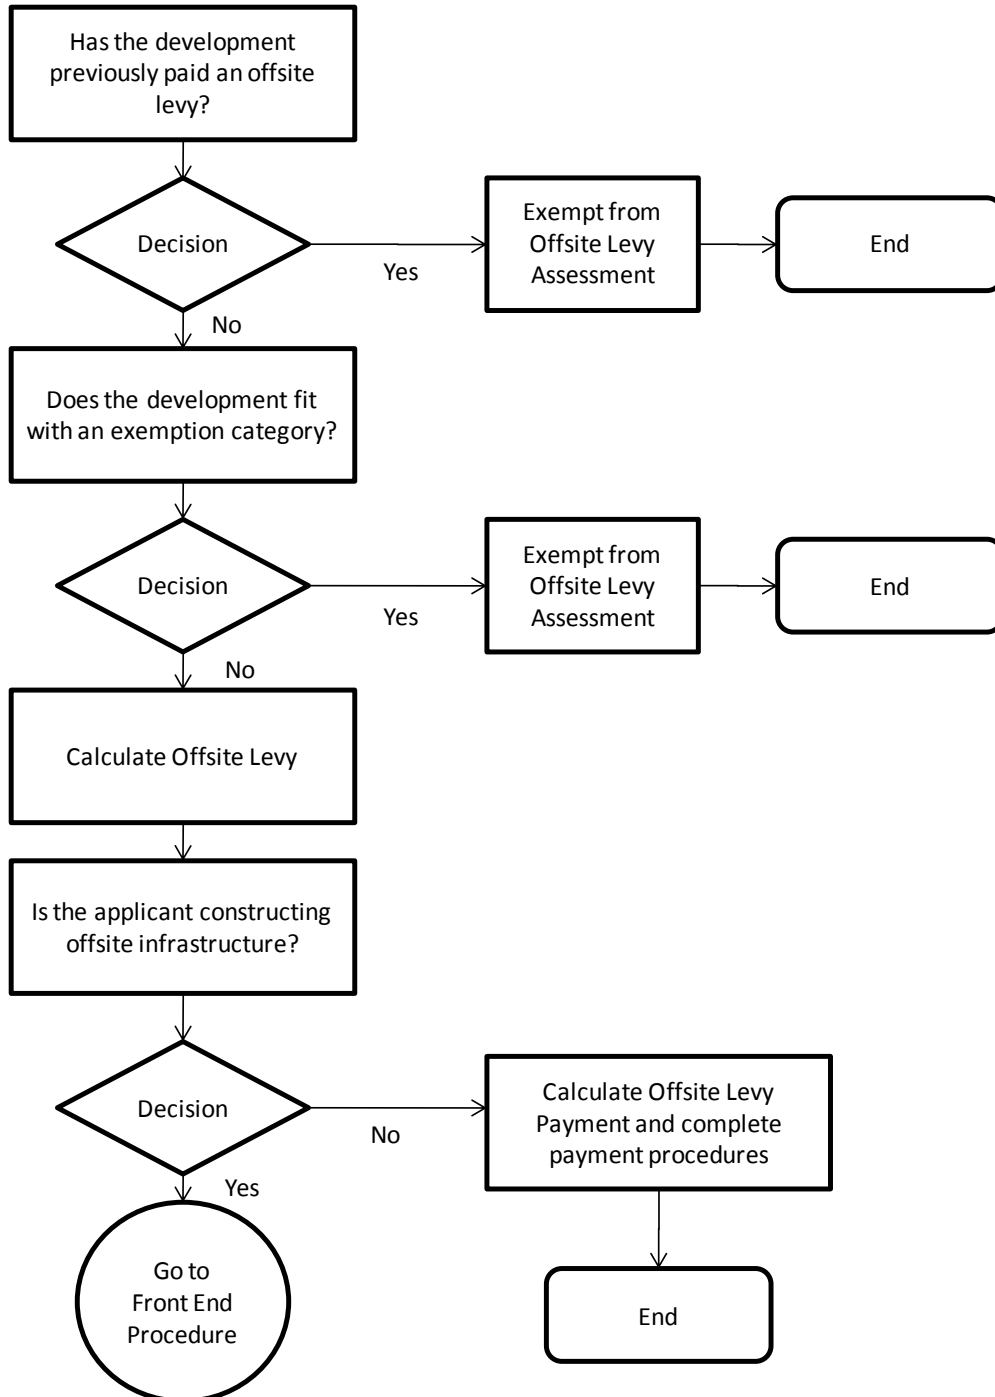 Has the development
previously paid an offsite
levy?
Decision
Yes
Exempt from
Offsite Levy
Assessment
End
No
Does the development fit
with an exemption category?
Decision
Yes
Exempt from
Offsite Levy
Assessment
End
No
Calculate Offsite Levy
Is the applicant constructing
offsite infrastructure?
Decision
No
Calculate Offsite Levy
Payment and complete
payment procedures
Yes
Go to
Front End
Procedure
End